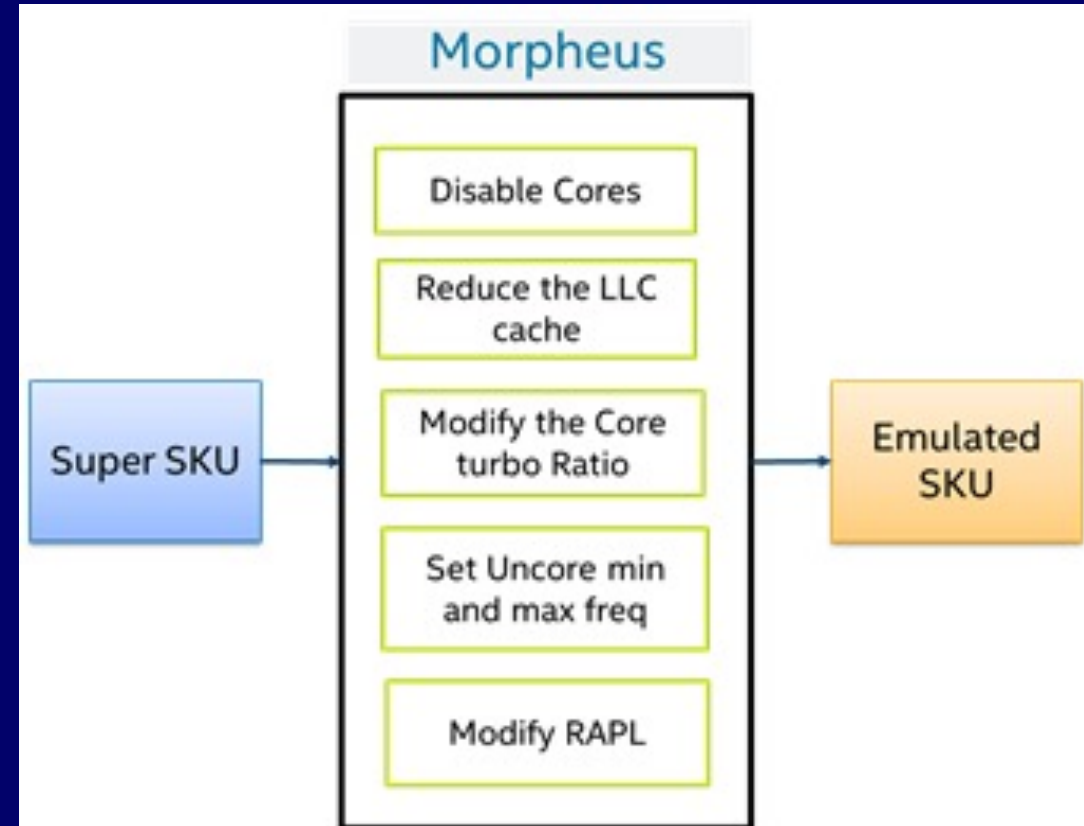 Morpheus
Disable Cores
Reduce the LLC
cache
Modify the Core
turbo Ratio
Set Uncore min
and max freq
Modify RAPL
Super SKU
Emulated
SKU